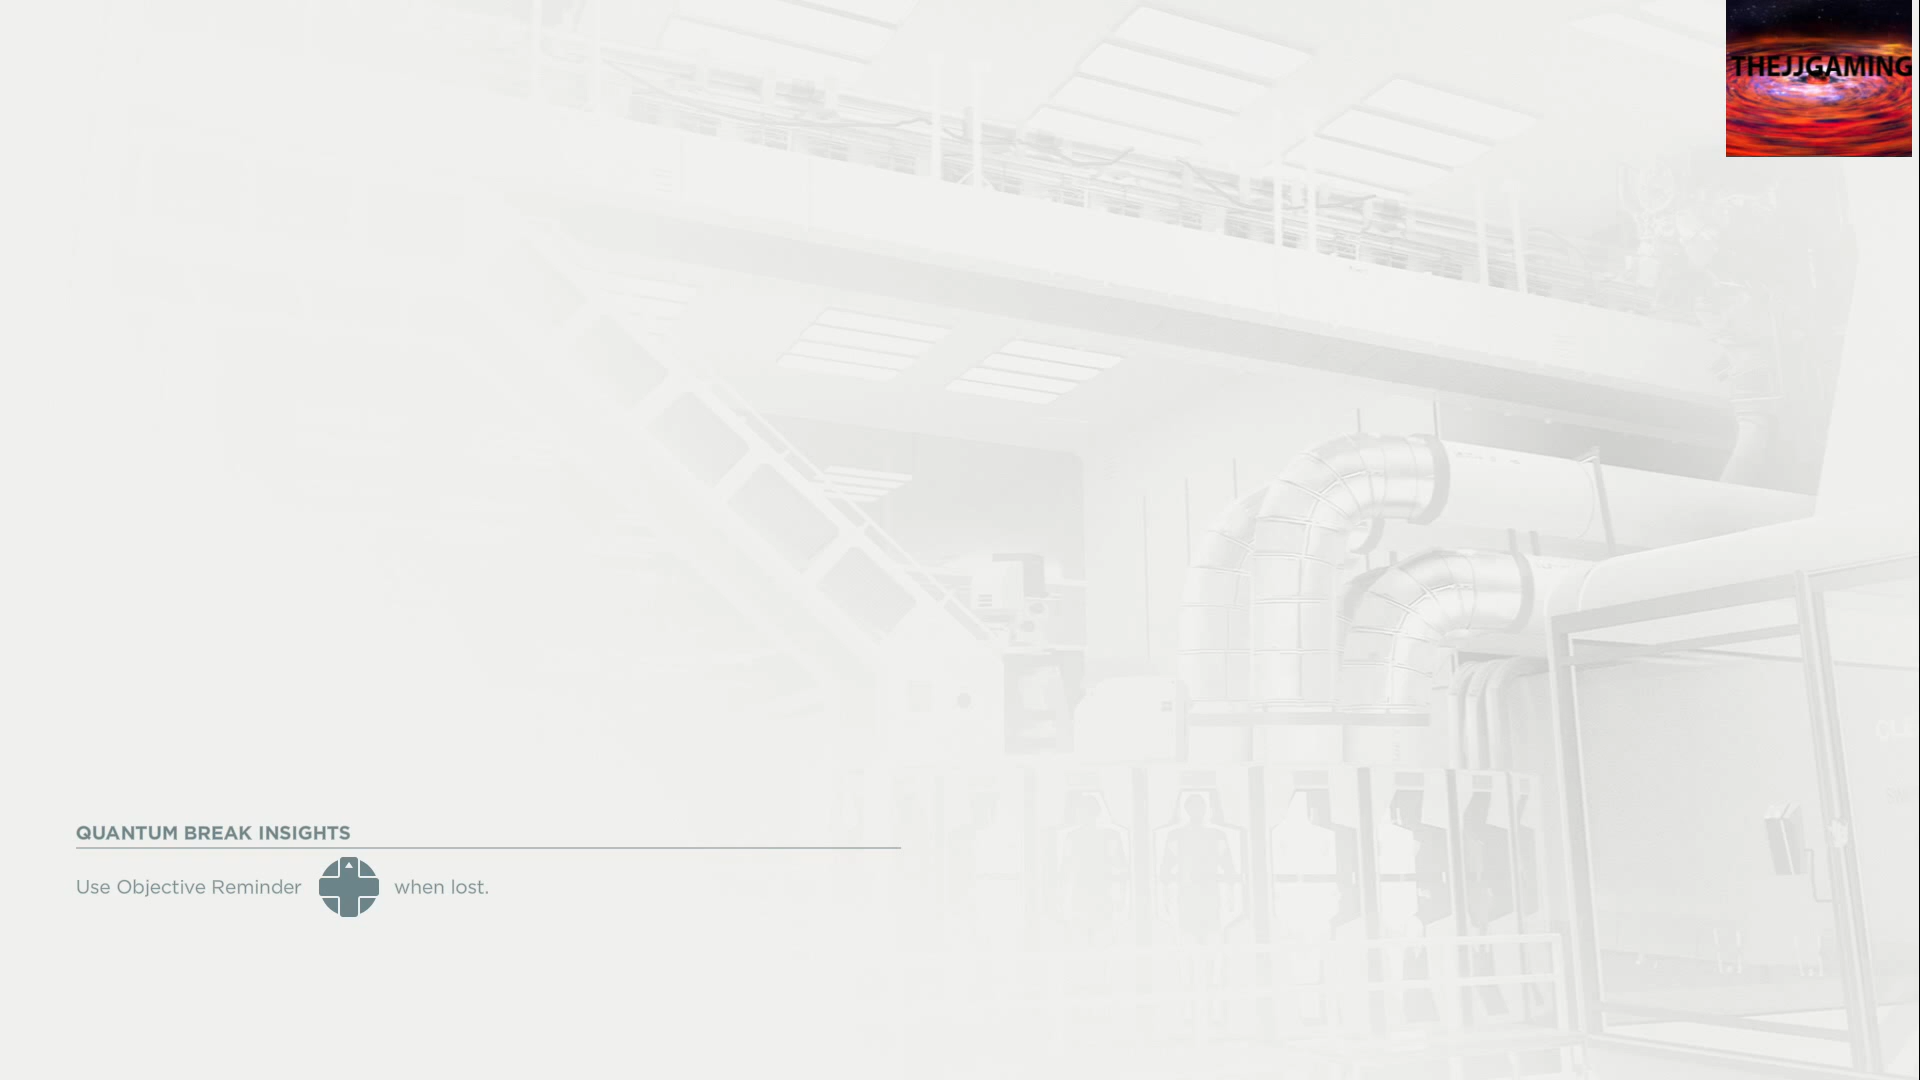 THEJJGAMING
QUANTUM BREAK INSIGHTS
Use Objective Reminder when lost.